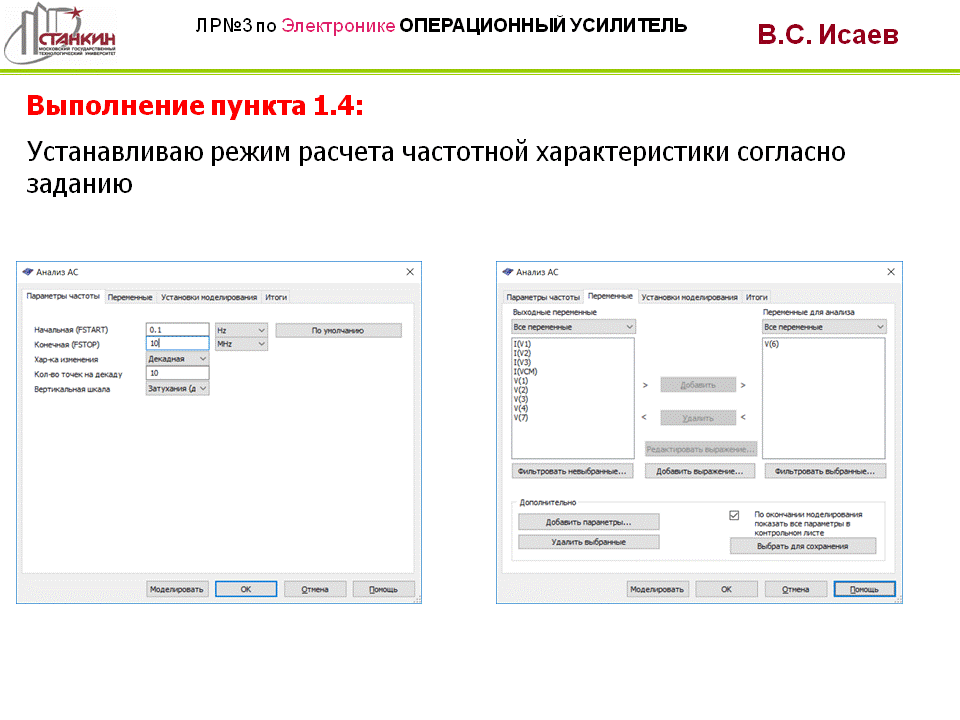 СТАНКИН
МОСКОВСКИЙ ГОСУДАРСТВЕННЫЙ
ТЕХНОЛОГИЧЕСКИЙ УНИВЕРСИТЕТ
ЛР№3 по Электронике ОПЕРАЦИОННЫЙ УСИЛИТЕЛЬ
В.С. Исаев
Выполнение пункта 1.4:
Устанавливаю режим расчета частотной характеристики согласно
заданию
Анализ AC
Параметры частоты Переменные Установки моделирования Итоги
Начальная (FSTART) 0.1 Hz По умолчанию
Конечная (FSTOP) 10 MHz
Хар-ка изменения Декадная
Кол-во точек на декаду 10
Вертикальная шкала Затухания (д
Моделировать OK Отмена Помощь
Анализ AC
Параметры частоты Переменные Установки моделирования Итоги
Выходные переменные Переменные для анализа
Все переменные Все переменные
I(V1) V(6)
I(V2)
I(V3)
I(VCM)
V(1)
V(2)
V(3)
V(4)
V(7)
> Добавить >
< Удалить <
Редактировать выражение...
Фильтровать невыбранные... Добавить выражение... Фильтровать выбранные...
Дополнительно
Добавить параметры...
Удалить выбранные
По окончании моделирования
показать все параметры в
контрольном листе
Выбрать для сохранения
Моделировать OK Отмена Помощь